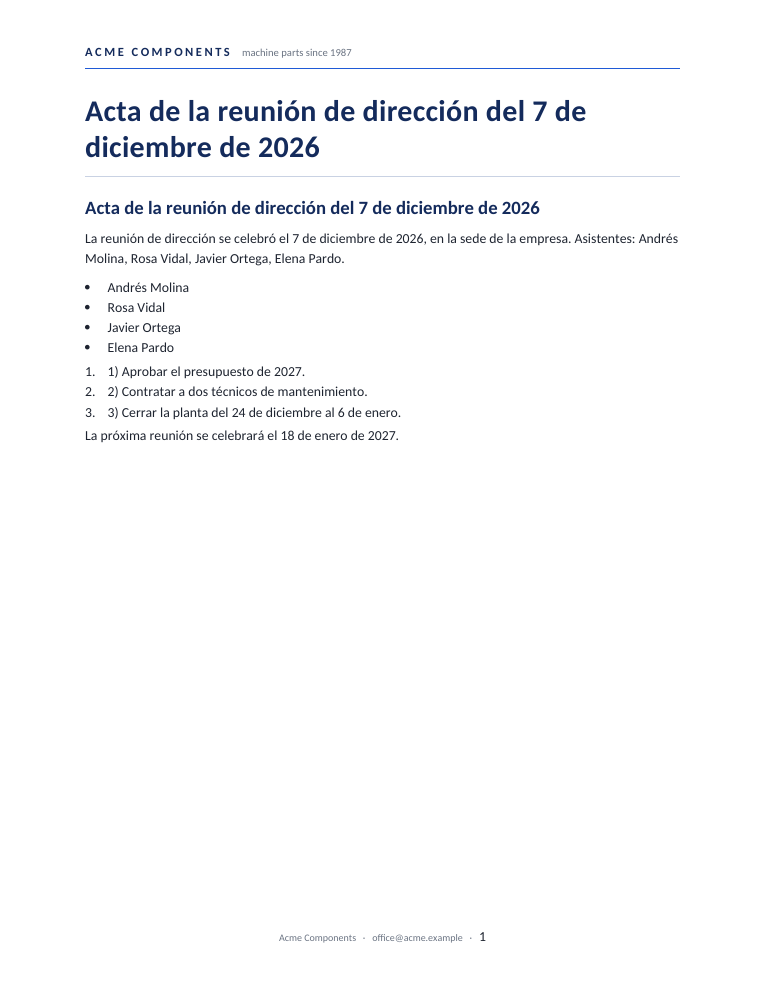 ACME COMPONENTS machine parts since 1987
Acta de la reunión de dirección del 7 de
diciembre de 2026
Acta de la reunión de dirección del 7 de diciembre de 2026
La reunión de dirección se celebró el 7 de diciembre de 2026, en la sede de la empresa. Asistentes: Andrés
Molina, Rosa Vidal, Javier Ortega, Elena Pardo.
• Andrés Molina
• Rosa Vidal
• Javier Ortega
• Elena Pardo
1. 1) Aprobar el presupuesto de 2027.
2. 2) Contratar a dos técnicos de mantenimiento.
3. 3) Cerrar la planta del 24 de diciembre al 6 de enero.
La próxima reunión se celebrará el 18 de enero de 2027.
Acme Components · office@acme.example · 1